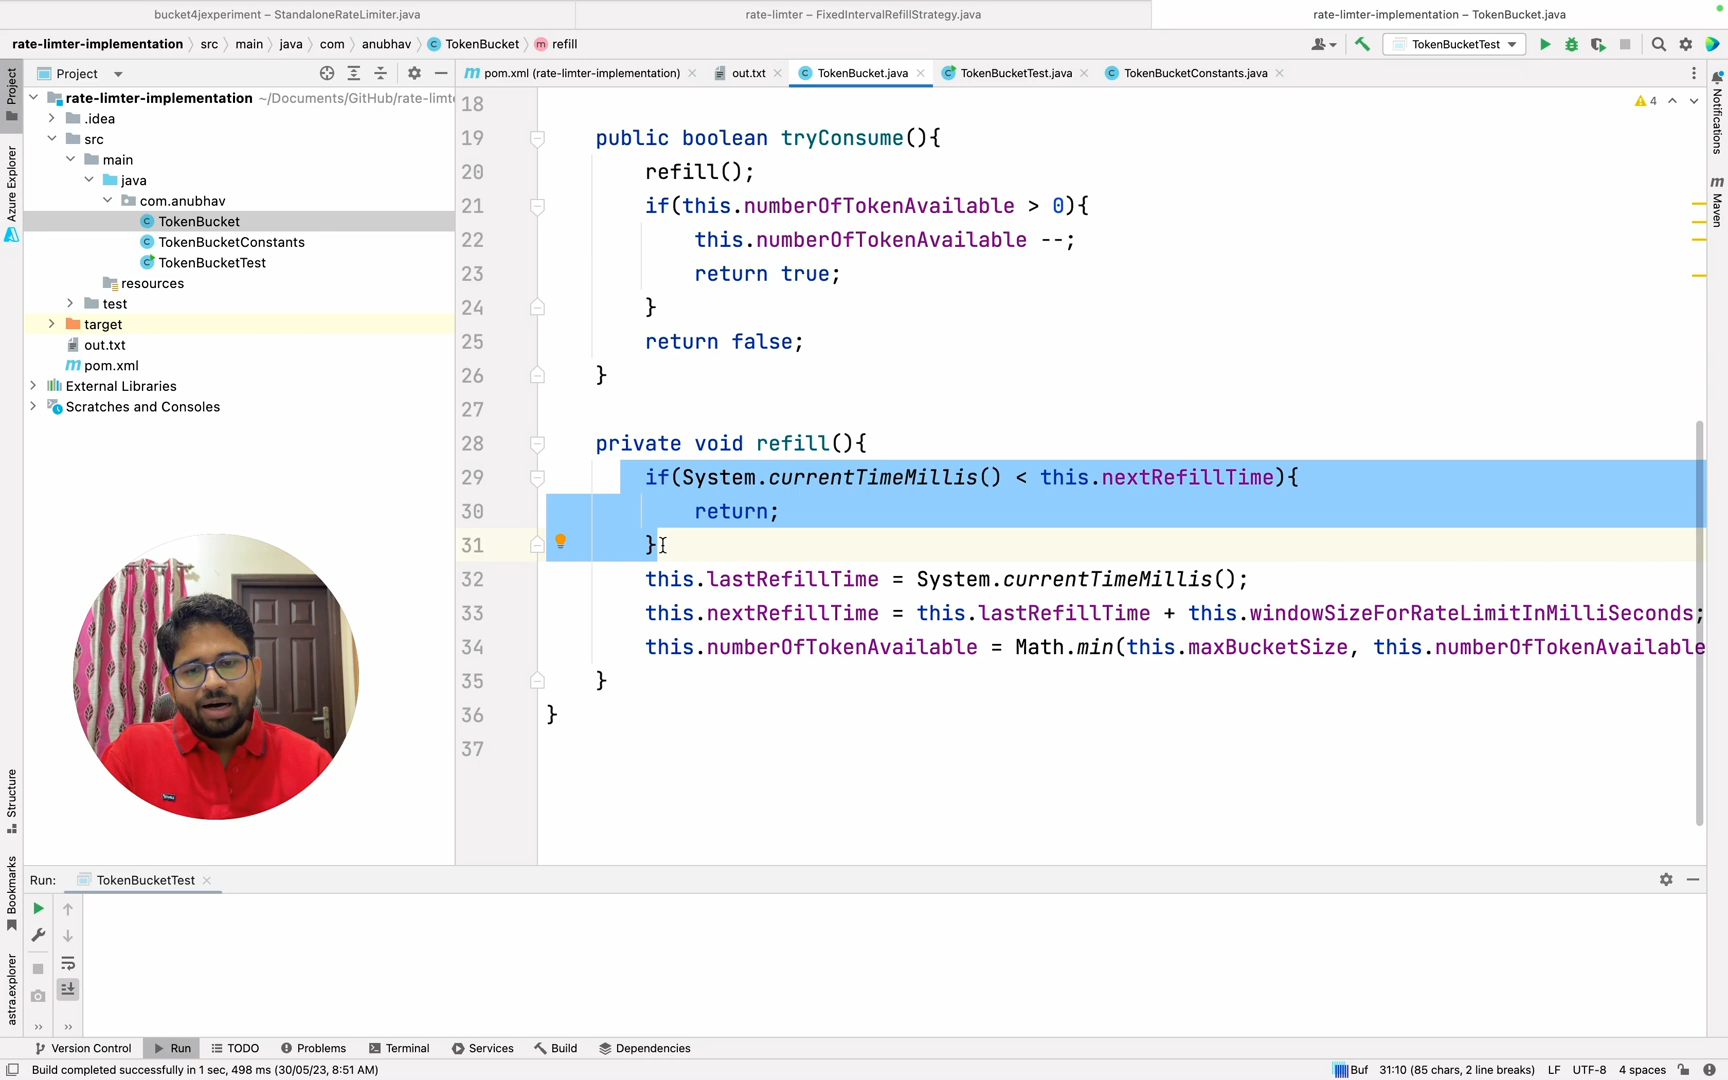 bucket4jexperiment – StandaloneRateLimiter.java
rate-limter – FixedIntervalRefillStrategy.java
rate-limter-implementation – TokenBucket.java
rate-limter-implementation src main java com anubhav TokenBucket refill
TokenBucketTest
Project
pom.xml (rate-limter-implementation)
out.txt
TokenBucket.java
TokenBucketTest.java
TokenBucketConstants.java
rate-limter-implementation ~/Documents/GitHub/rate-limte
.idea
src
main
java
com.anubhav
TokenBucket
TokenBucketConstants
TokenBucketTest
resources
test
target
out.txt
pom.xml
External Libraries
Scratches and Consoles
Project
Azure Explorer
Structure
Bookmarks
astra.explorer
4
18
19 public boolean tryConsume(){
20 refill();
21 if(this.numberOfTokenAvailable > 0){
22 this.numberOfTokenAvailable --;
23 return true;
24 }
25 return false;
26 }
27
28 private void refill(){
29 if(System.currentTimeMillis() < this.nextRefillTime){
30 return;
31 }
32 this.lastRefillTime = System.currentTimeMillis();
33 this.nextRefillTime = this.lastRefillTime + this.windowSizeForRateLimitInMilliSeconds;
34 this.numberOfTokenAvailable = Math.min(this.maxBucketSize, this.numberOfTokenAvailable
35 }
36 }
37
Notifications
Maven
Run: TokenBucketTest
Version Control Run TODO Problems Terminal Services Build Dependencies
Build completed successfully in 1 sec, 498 ms (30/05/23, 8:51 AM)
Buf 31:10 (85 chars, 2 line breaks) LF UTF-8 4 spaces